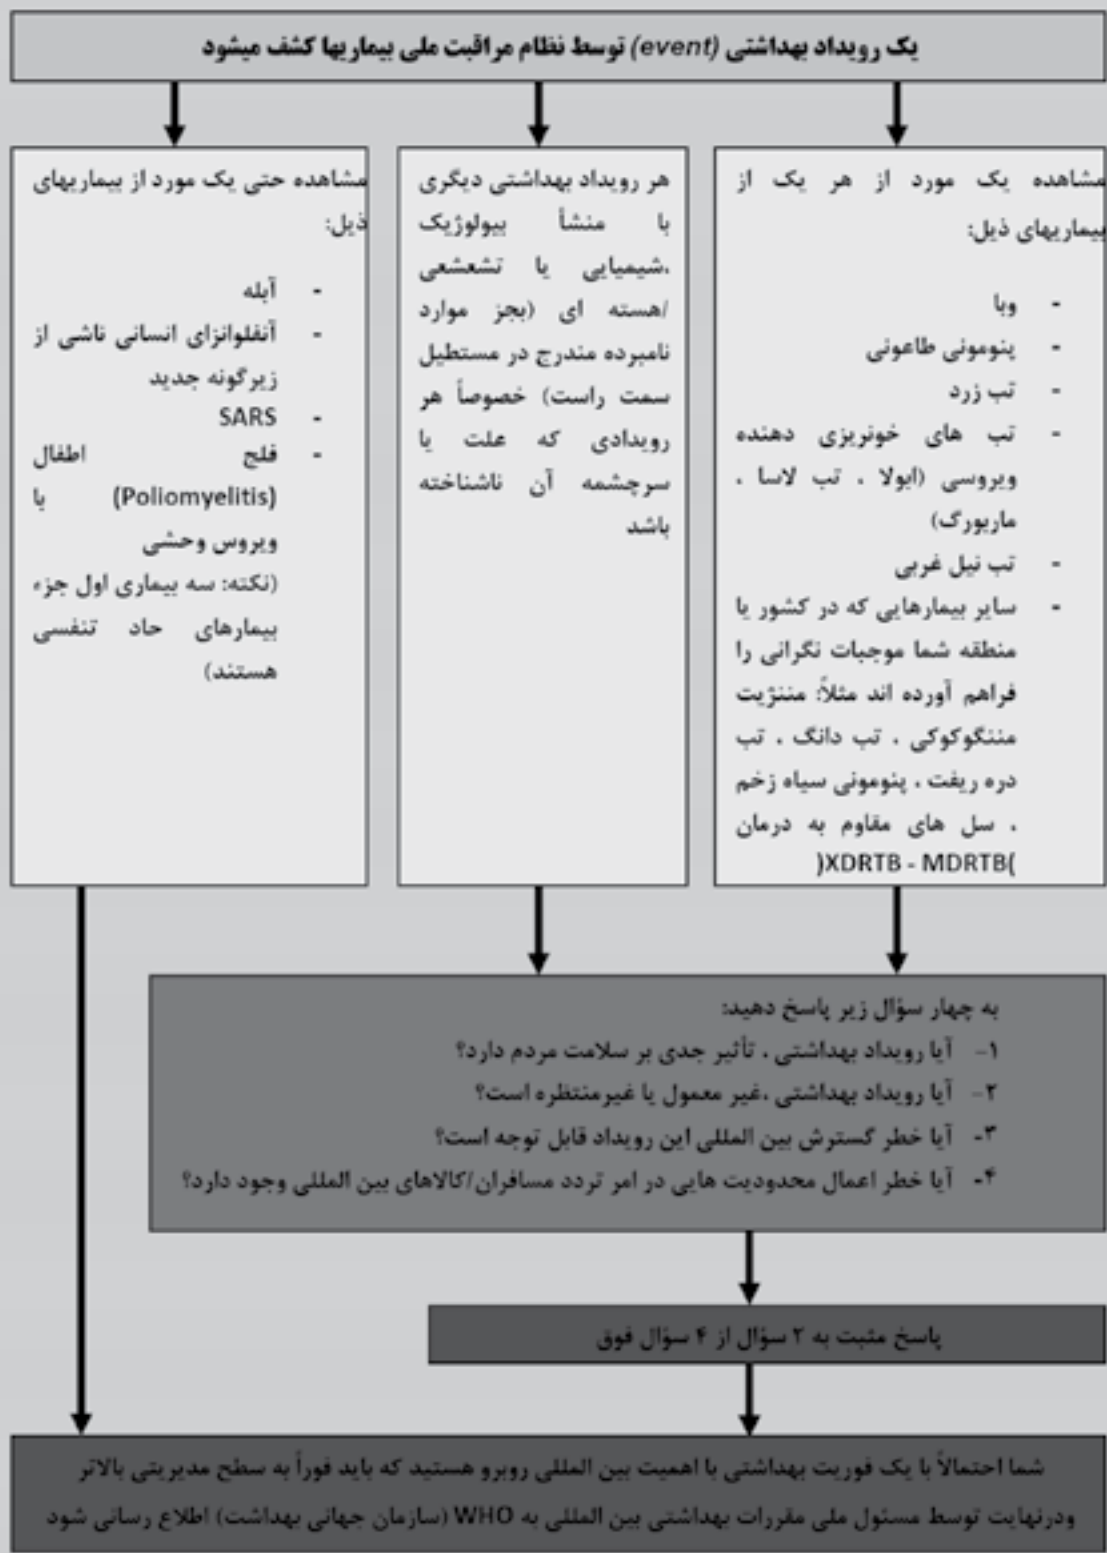 یک رویداد بهداشتی (event) توسط نظام مراقبت ملی بیماریها کشف میشود
مشاهده یک مورد از هر یک از
بیماریهای ذیل:
- وبا
- پنومونی طاعونی
- تب زرد
- تب های خونریزی دهنده
ویروسی (ابولا ، تب لاسا ،
ماربورگ)
- تب نیل غربی
- سایر بیمارهایی که در کشور یا
منطقه شما موجبات نگرانی را
فراهم آورده اند مثلاً: مننژیت
مننگوکوکی ، تب دانگ ، تب
دره ریفت ، پنومونی سیاه زخم
، سل های مقاوم به درمان
)XDRTB - MDRTB(
هر رویداد بهداشتی دیگری
با منشأ بیولوژیک
،شیمیایی یا تشعشعی
/هسته ای (بجز موارد
نامبرده مندرج در مستطیل
سمت راست) خصوصاً هر
رویدادی که علت یا
سرچشمه آن ناشناخته
باشد
مشاهده حتی یک مورد از بیماریهای
ذیل:
- آبله
- آنفلوانزای انسانی ناشی از
زیرگونه جدید
- SARS
- فلج اطفال
(Poliomyelitis) با
ویروس وحشی
(نکته: سه بیماری اول جزء
بیمارهای حاد تنفسی
هستند)
به چهار سؤال زیر پاسخ دهید:
۱- آیا رویداد بهداشتی ، تأثیر جدی بر سلامت مردم دارد؟
۲- آیا رویداد بهداشتی ،غیر معمول یا غیرمنتظره است؟
۳- آیا خطر گسترش بین المللی این رویداد قابل توجه است؟
۴- آیا خطر اعمال محدودیت هایی در امر تردد مسافران/کالاهای بین المللی وجود دارد؟
پاسخ مثبت به ۲ سؤال از ۴ سؤال فوق
شما احتمالاً با یک فوریت بهداشتی با اهمیت بین المللی روبرو هستید که باید فوراً به سطح مدیریتی بالاتر
ودرنهایت توسط مسئول ملی مقررات بهداشتی بین المللی به WHO (سازمان جهانی بهداشت) اطلاع رسانی شود